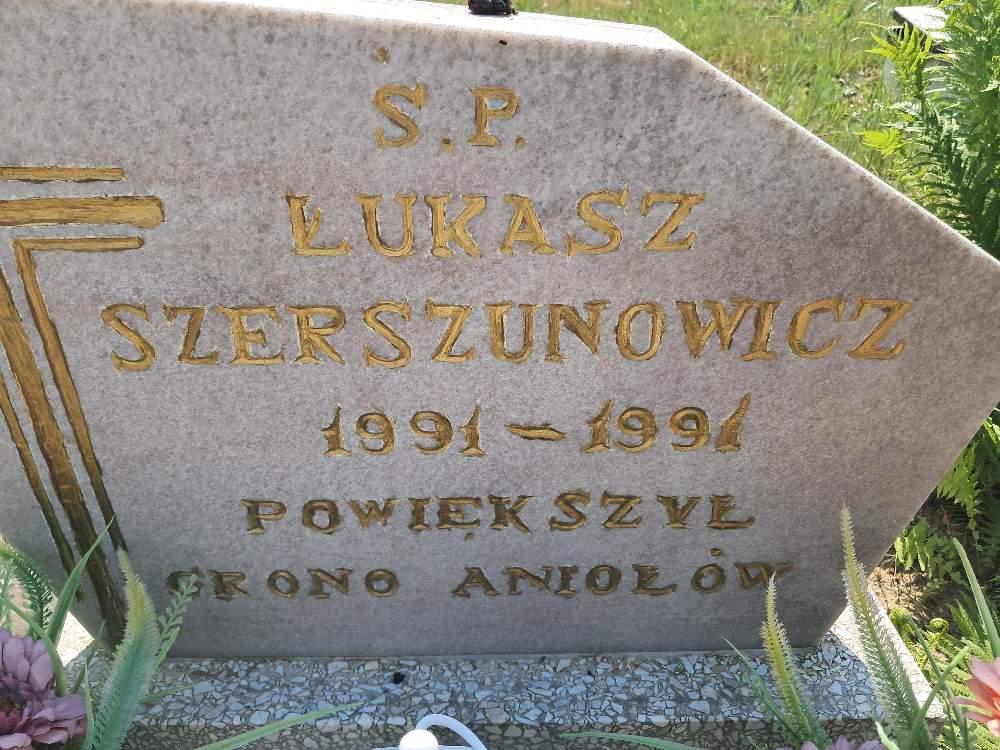 Ś.P.
ŁUKASZ
SZERSZUNOWICZ
1991 - 1991
POWIĘKSZYŁ
GRONO ANIOŁÓW